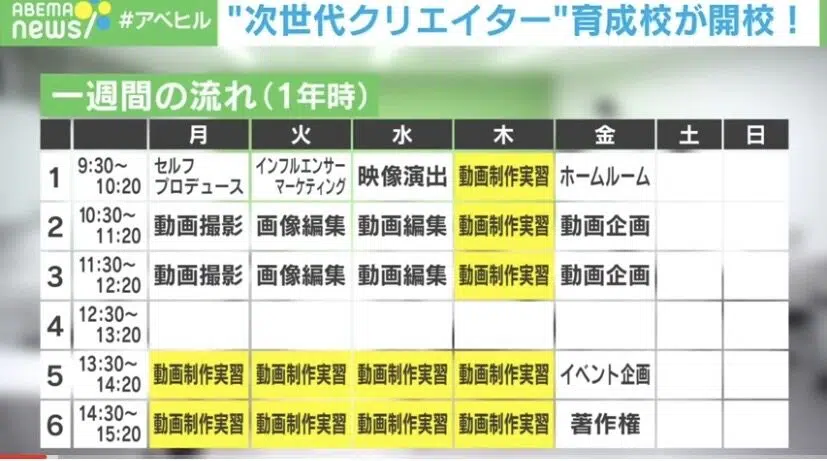 ABEMA
news/
#アベヒル
"次世代クリエイター"育成校が開校！
一週間の流れ(1年時)
月 火 水 木 金 土 日
1 9:30～10:20 セルフプロデュース インフルエンサーマーケティング 映像演出 動画制作実習 ホームルーム
2 10:30～11:20 動画撮影 画像編集 動画編集 動画制作実習 動画企画
3 11:30～12:20 動画撮影 画像編集 動画編集 動画制作実習 動画企画
4 12:30～13:20
5 13:30～14:20 動画制作実習 動画制作実習 動画制作実習 動画制作実習 イベント企画
6 14:30～15:20 動画制作実習 動画制作実習 動画制作実習 動画制作実習 著作権